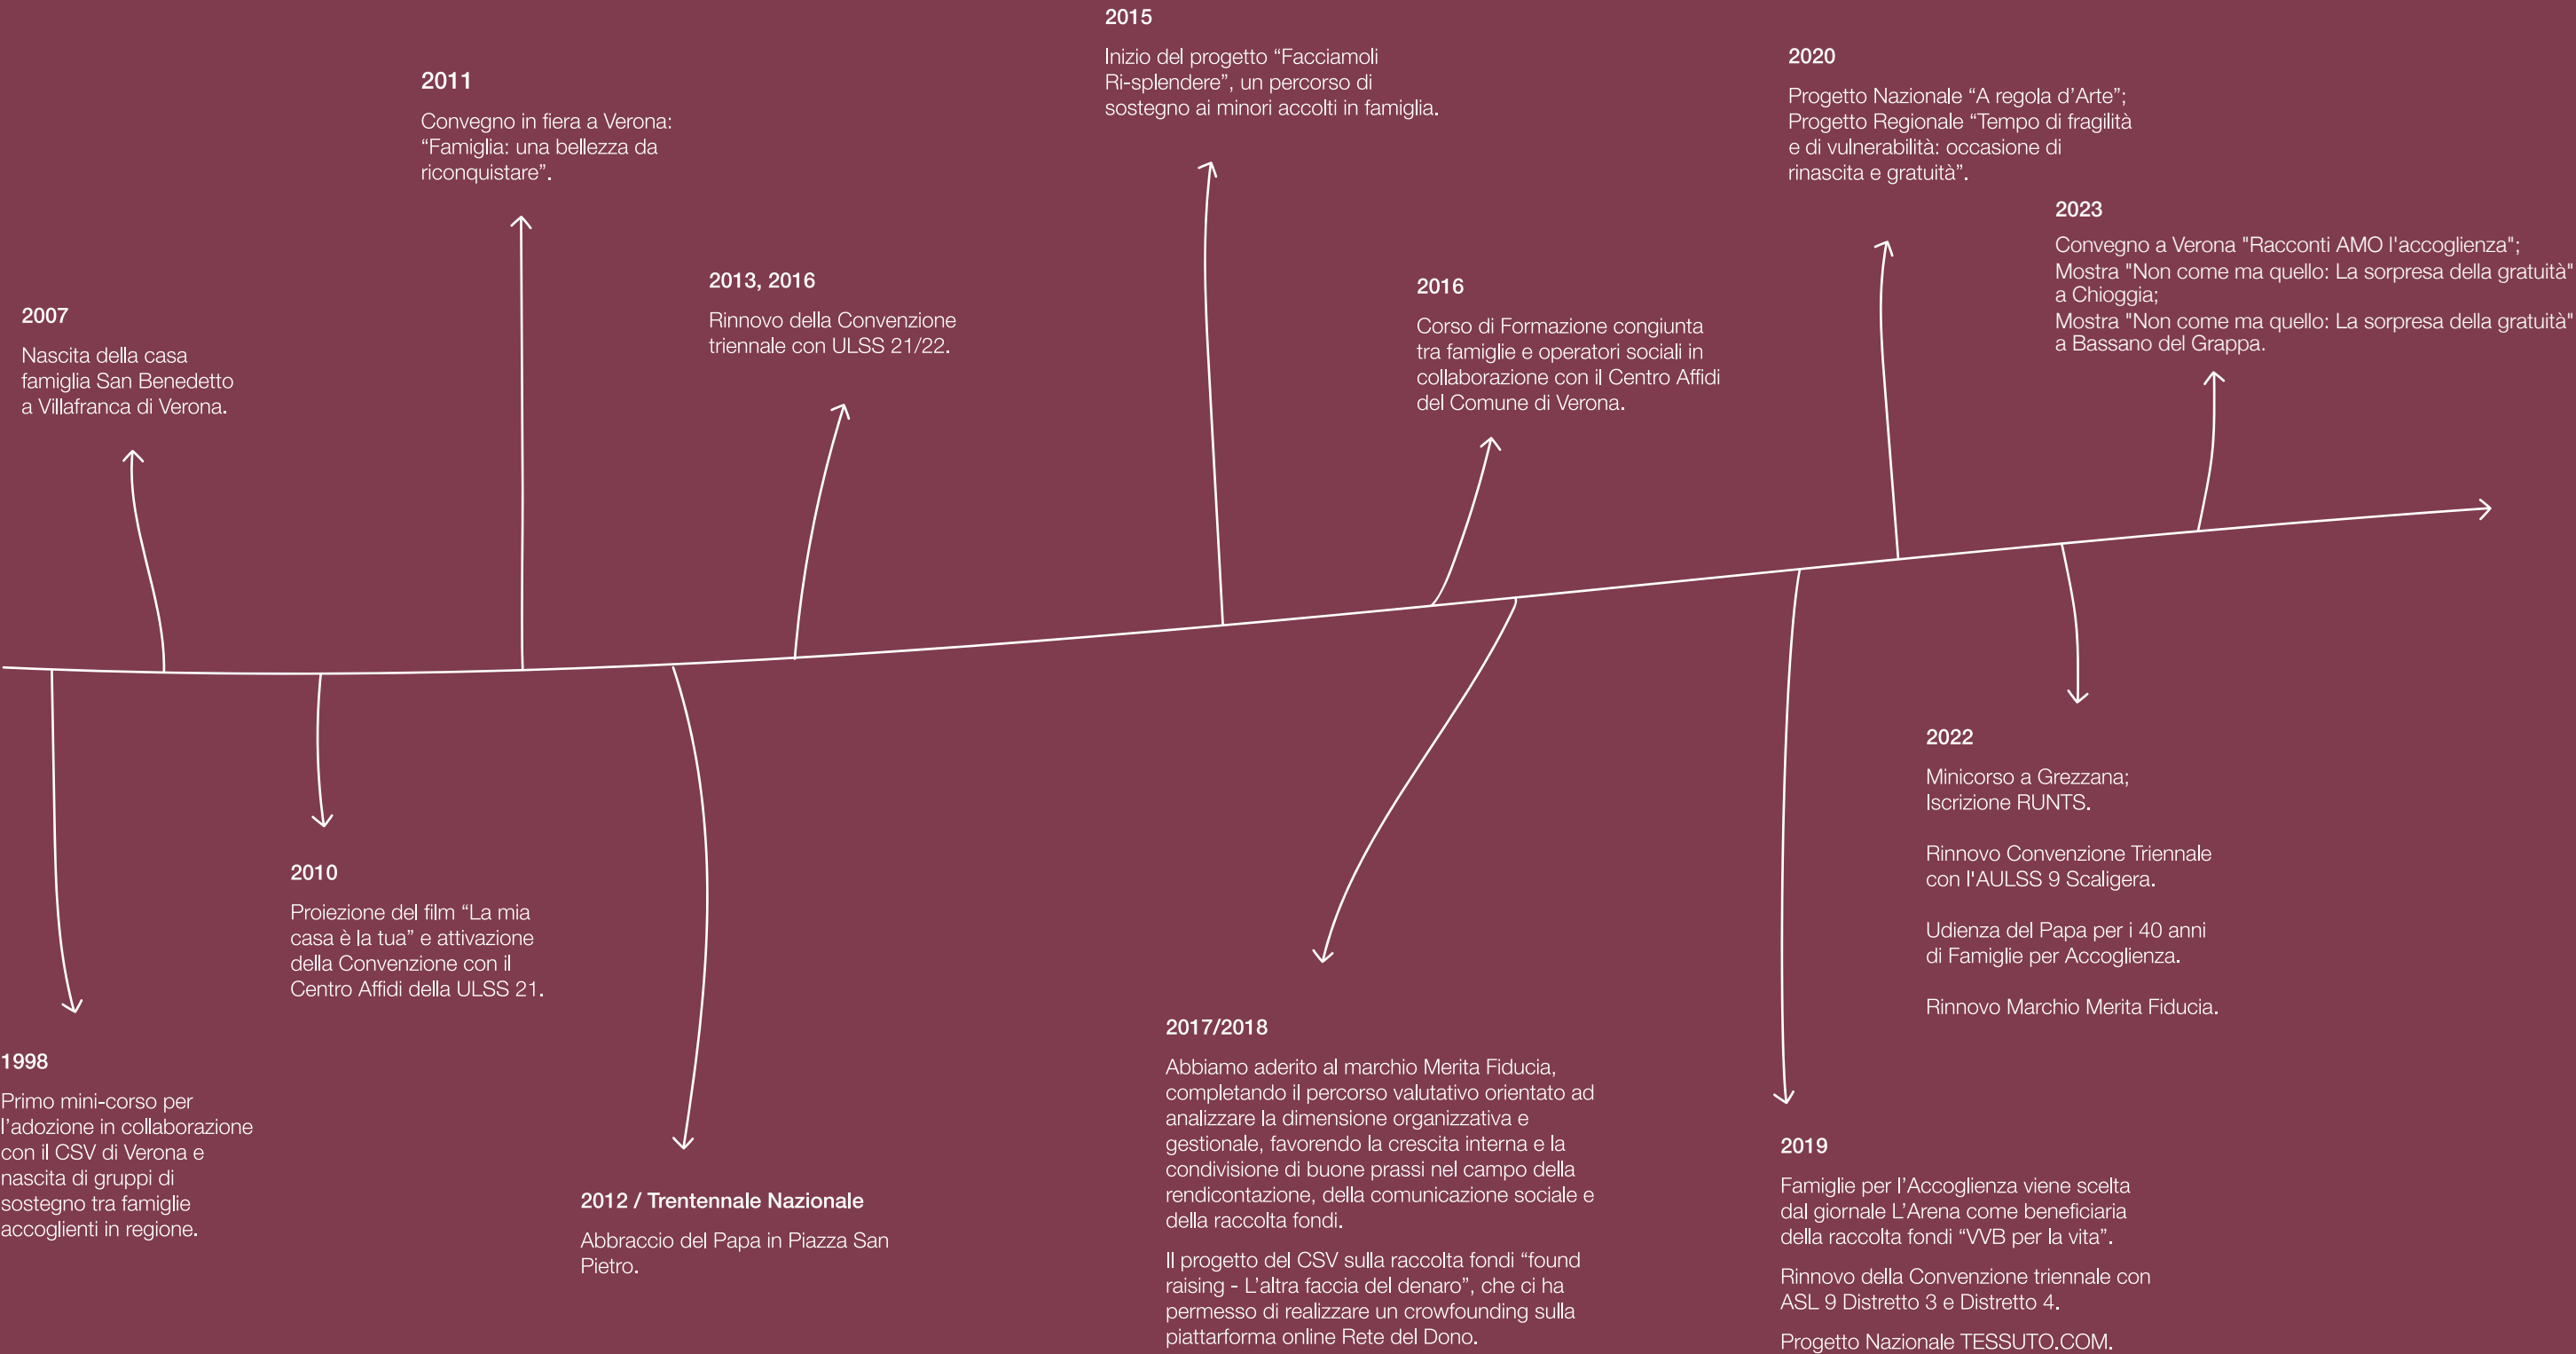 2015
Inizio del progetto “Facciamoli
Ri-splendere”, un percorso di
sostegno ai minori accolti in famiglia.
2020
Progetto Nazionale “A regola d’Arte”;
Progetto Regionale “Tempo di fragilità
e di vulnerabilità: occasione di
rinascita e gratuità”.
2011
Convegno in fiera a Verona:
“Famiglia: una bellezza da
riconquistare”.
2023
Convegno a Verona "Racconti AMO l'accoglienza";
Mostra "Non come ma quello: La sorpresa della gratuità"
a Chioggia;
Mostra "Non come ma quello: La sorpresa della gratuità"
a Bassano del Grappa.
2013, 2016
Rinnovo della Convenzione
triennale con ULSS 21/22.
2016
Corso di Formazione congiunta
tra famiglie e operatori sociali in
collaborazione con il Centro Affidi
del Comune di Verona.
2007
Nascita della casa
famiglia San Benedetto
a Villafranca di Verona.
2022
Minicorso a Grezzana;
Iscrizione RUNTS.
Rinnovo Convenzione Triennale
con l'AULSS 9 Scaligera.
Udienza del Papa per i 40 anni
di Famiglie per Accoglienza.
Rinnovo Marchio Merita Fiducia.
2010
Proiezione del film “La mia
casa è la tua” e attivazione
della Convenzione con il
Centro Affidi della ULSS 21.
1998
Primo mini-corso per
l’adozione in collaborazione
con il CSV di Verona e
nascita di gruppi di
sostegno tra famiglie
accoglienti in regione.
2012 / Trentennale Nazionale
Abbraccio del Papa in Piazza San
Pietro.
2017/2018
Abbiamo aderito al marchio Merita Fiducia,
completando il percorso valutativo orientato ad
analizzare la dimensione organizzativa e
gestionale, favorendo la crescita interna e la
condivisione di buone prassi nel campo della
rendicontazione, della comunicazione sociale e
della raccolta fondi.
Il progetto del CSV sulla raccolta fondi “found
raising - L’altra faccia del denaro”, che ci ha
permesso di realizzare un crowfounding sulla
piattarforma online Rete del Dono.
2019
Famiglie per l’Accoglienza viene scelta
dal giornale L’Arena come beneficiaria
della raccolta fondi “VVB per la vita”.
Rinnovo della Convenzione triennale con
ASL 9 Distretto 3 e Distretto 4.
Progetto Nazionale TESSUTO.COM.